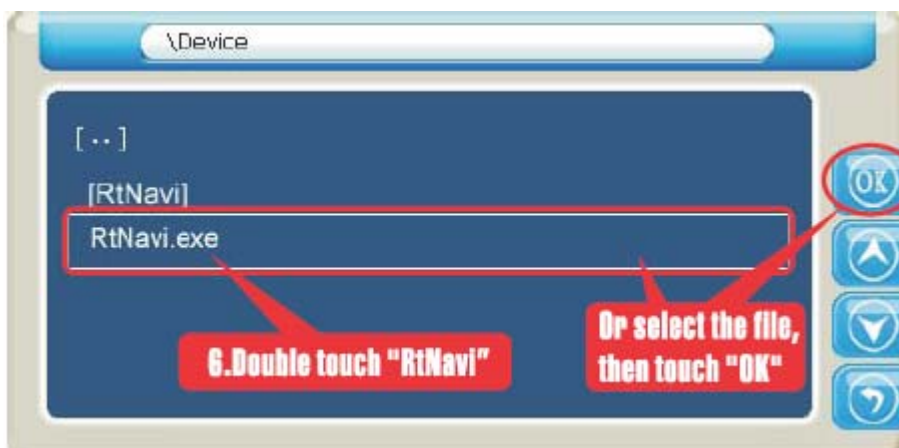 \Device
[..]
[RtNavi]
OK
RtNavi.exe
6.Double touch "RtNavi"
Or select the file,
then touch "OK"